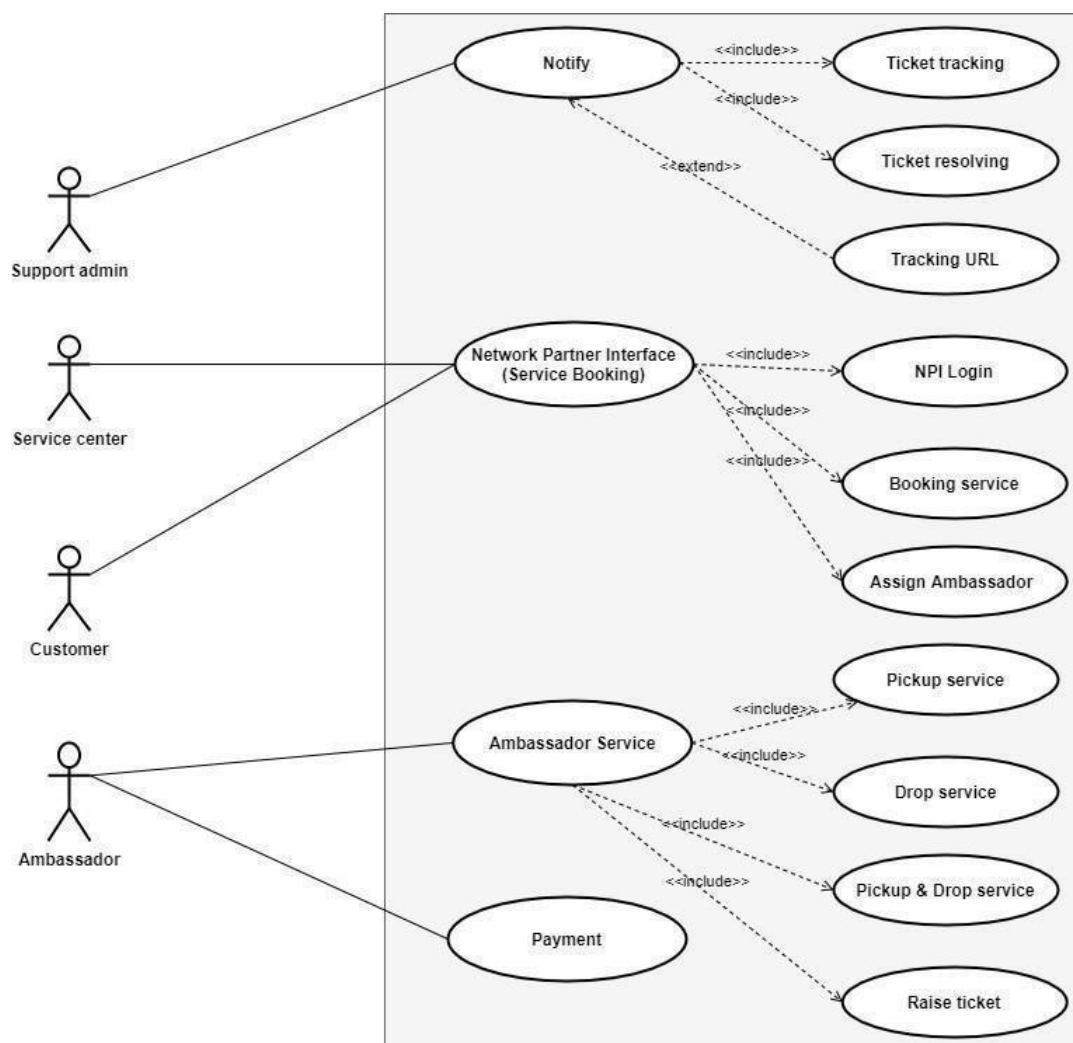 Notify
<<include>>
Ticket tracking
<<include>>
Ticket resolving
<<extend>>
Tracking URL
Support admin
Network Partner Interface
(Service Booking)
<<include>>
NPI Login
Service center
<<include>>
Booking service
<<include>>
Assign Ambassador
Customer
Pickup service
<<include>>
Ambassador Service
<<include>>
Drop service
<<include>>
Ambassador
Pickup & Drop service
<<include>>
Payment
Raise ticket